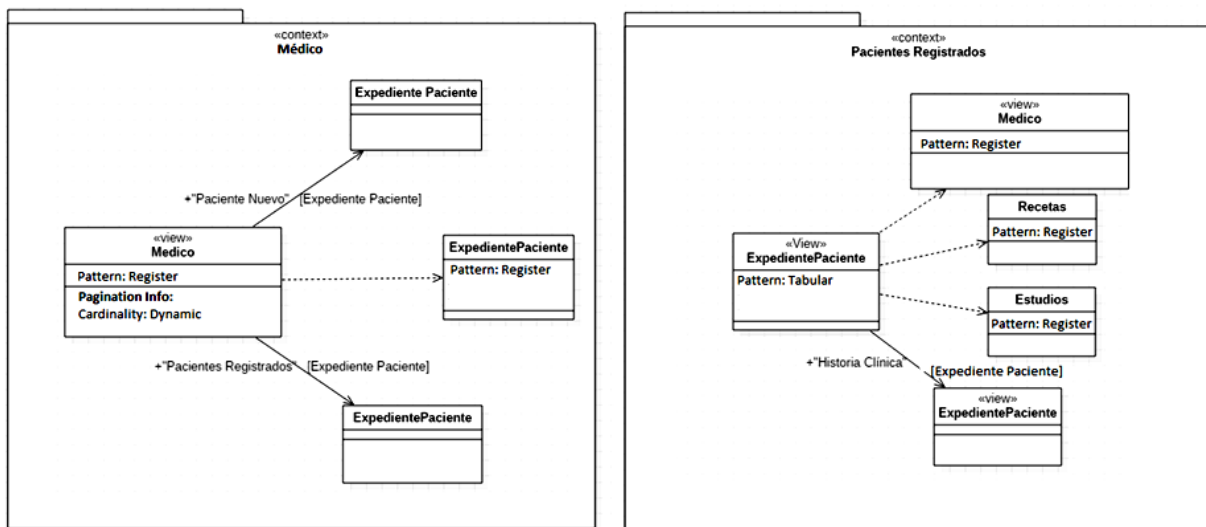 «context»
Médico
Expediente Paciente
+"Paciente Nuevo" [Expediente Paciente]
«view»
Medico
Pattern: Register
Pagination Info:
Cardinality: Dynamic
ExpedientePaciente
Pattern: Register
+"Pacientes Registrados" [Expediente Paciente]
ExpedientePaciente
«context»
Pacientes Registrados
«view»
Medico
Pattern: Register
Recetas
Pattern: Register
«View»
ExpedientePaciente
Pattern: Tabular
Estudios
Pattern: Register
+"Historia Clínica" [Expediente Paciente]
«view»
ExpedientePaciente